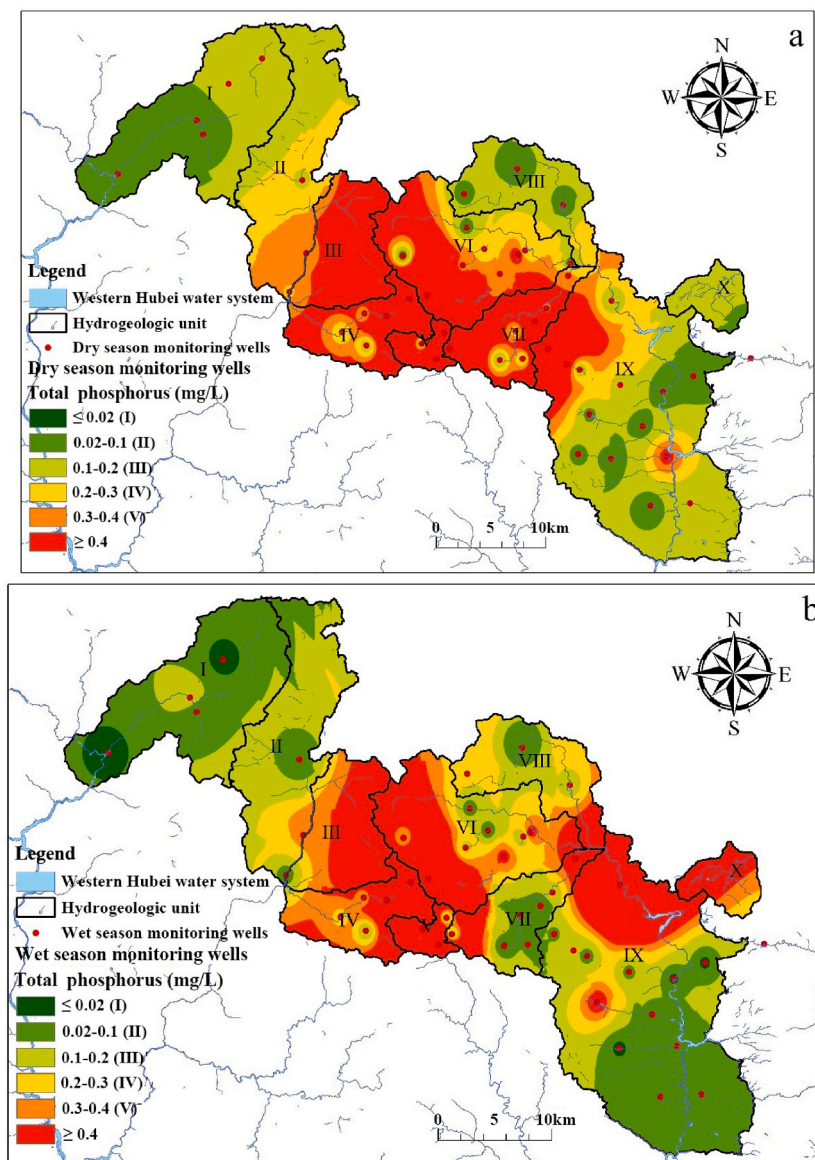 a
N
W E
S
I
II
III
IV
V
VI
VII
VIII
IX
X
Legend
Western Hubei water system
Hydrogeologic unit
Dry season monitoring wells
Dry season monitoring wells
Total phosphorus (mg/L)
≤ 0.02 (I)
0.02-0.1 (II)
0.1-0.2 (III)
0.2-0.3 (IV)
0.3-0.4 (V)
≥ 0.4
0 5 10km
b
N
W E
S
I
II
III
IV
V
VI
VII
VIII
IX
X
Legend
Western Hubei water system
Hydrogeologic unit
Wet season monitoring wells
Wet season monitoring wells
Total phosphorus (mg/L)
≤ 0.02 (I)
0.02-0.1 (II)
0.1-0.2 (III)
0.2-0.3 (IV)
0.3-0.4 (V)
≥ 0.4
0 5 10km